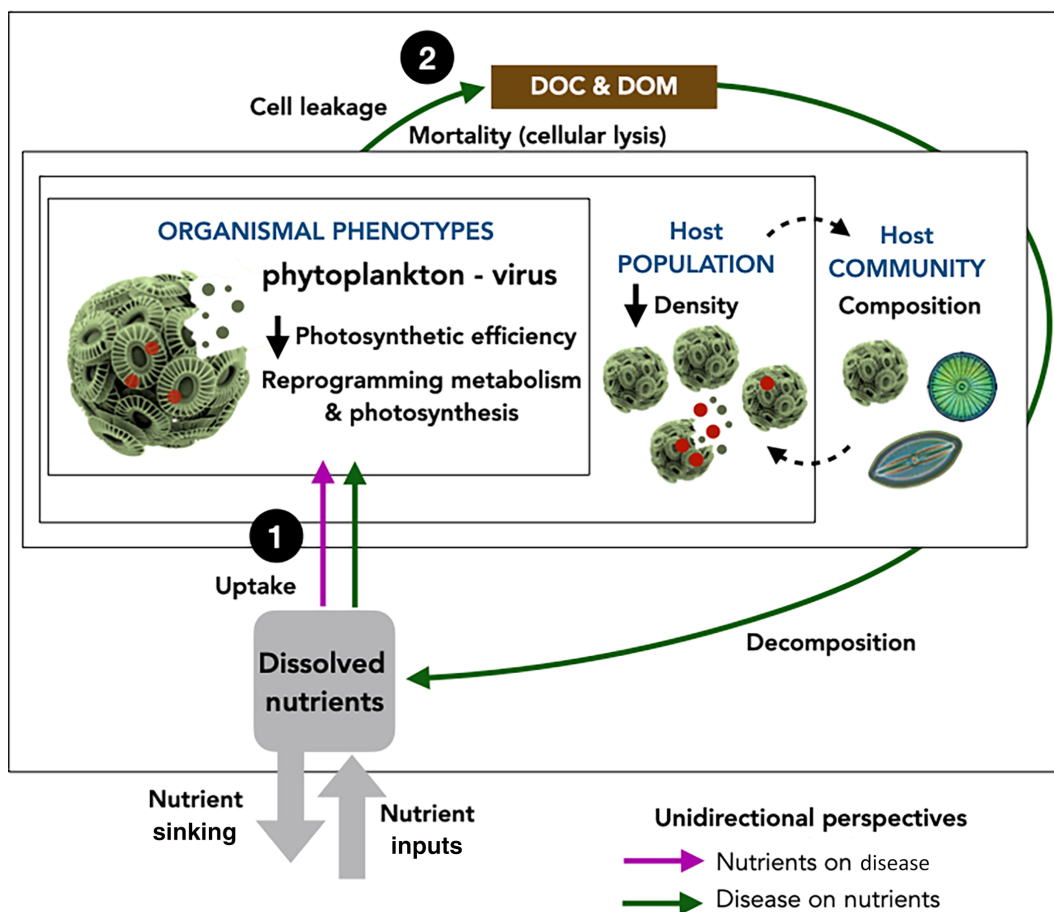 2
DOC & DOM
Cell leakage
Mortality (cellular lysis)
ORGANISMAL PHENOTYPES
phytoplankton - virus
Photosynthetic efficiency
Reprogramming metabolism
& photosynthesis
Host
POPULATION
Density
Host
COMMUNITY
Composition
1
Uptake
Dissolved
nutrients
Decomposition
Nutrient
sinking
Nutrient
inputs
Unidirectional perspectives
Nutrients on disease
Disease on nutrients